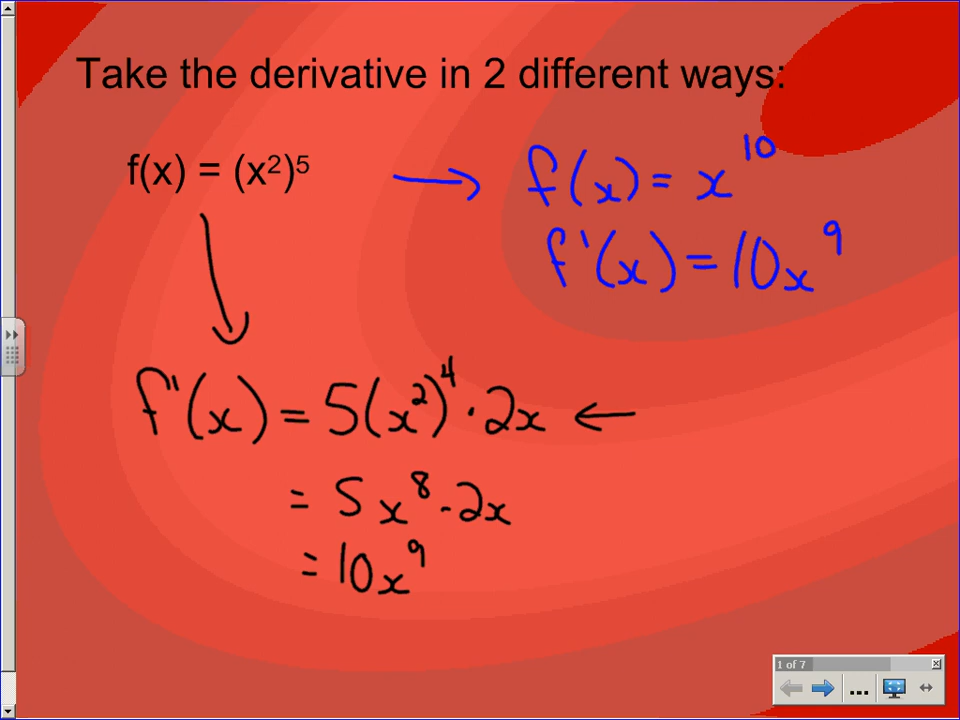 Take the derivative in 2 different ways:
f(x) = (x²)⁵ → f(x) = x¹⁰
f'(x) = 10x⁹
f'(x) = 5(x²)⁴ · 2x ←
= 5x⁸ · 2x
= 10x⁹
1 of 7
...